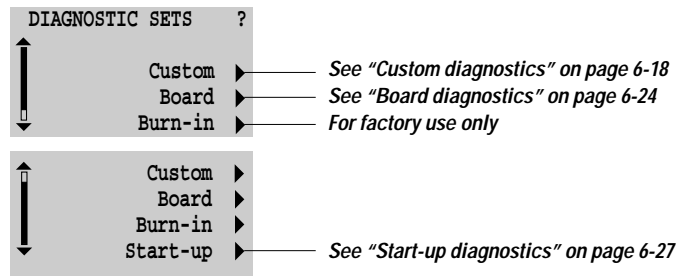 DIAGNOSTIC SETS ?
Custom See “Custom diagnostics” on page 6-18
Board See “Board diagnostics” on page 6-24
Burn-in For factory use only
Custom
Board
Burn-in
Start-up See “Start-up diagnostics” on page 6-27